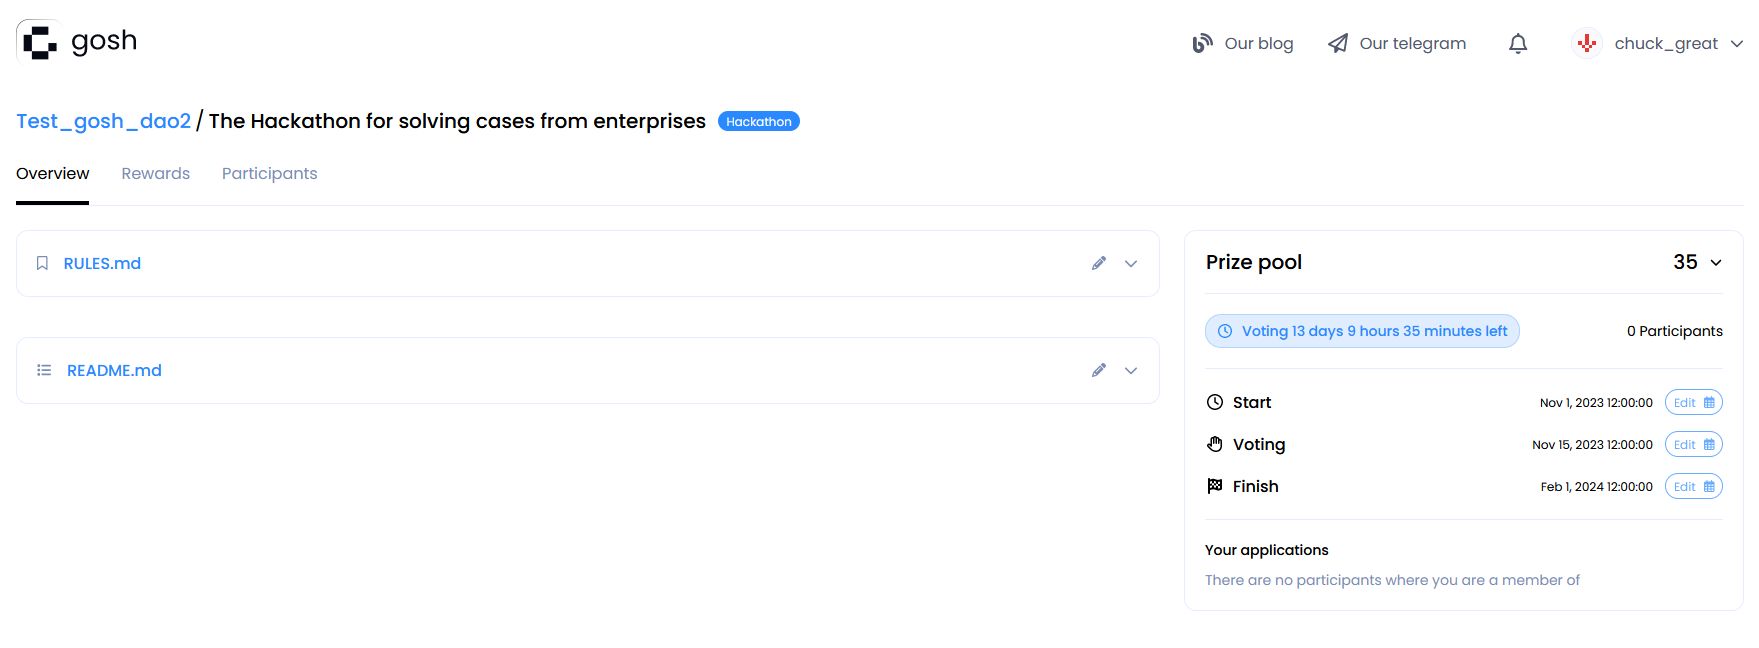 gosh
Our blog
Our telegram
chuck_great
Test_gosh_dao2 / The Hackathon for solving cases from enterprises Hackathon
Overview Rewards Participants
RULES.md
README.md
Prize pool 35
Voting 13 days 9 hours 35 minutes left 0 Participants
Start Nov 1, 2023 12:00:00 Edit
Voting Nov 15, 2023 12:00:00 Edit
Finish Feb 1, 2024 12:00:00 Edit
Your applications
There are no participants where you are a member of